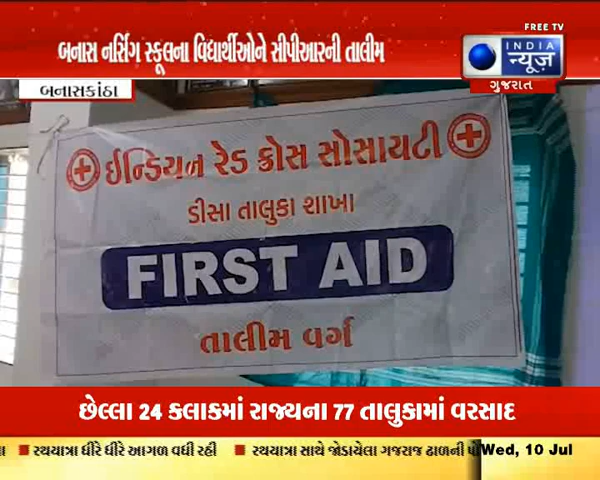 FREE TV
બનાસ નર્સિગ સ્કૂલના વિદ્યાર્થીઓને સીપીઆરની તાલીમ
INDIA
न्यूज़
ગુજરાત
બનાસકાંઠા
ઈન્ડિયન રેડ ક્રોસ સોસાયટી
ડીસા તાલુકા શાખા
FIRST AID
તાલીમ વર્ગ
છેલ્લા 24 કલાકમાં રાજ્યના 77 તાલુકામાં વરસાદ
■ રથયાત્રા ધીરે ધીરે આગળ વધી રહી ■ રથયાત્રા સાથે જોડાયેલા ગજરાજ ઢાળની Wed, 10 Jul